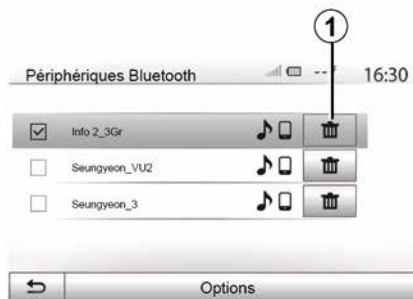 1
Périphériques Bluetooth -- ° 16:30
Info 2_3Gr
Seungyeon_VU2
Seungyeon_3
Options